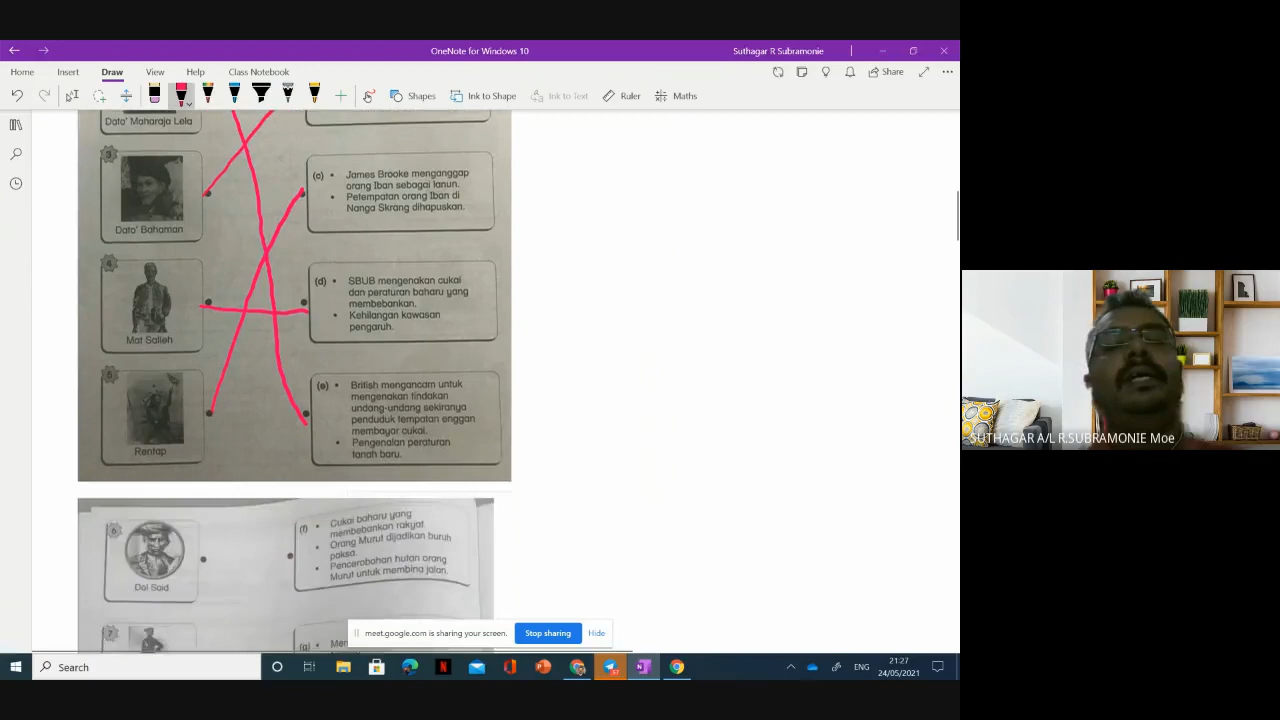 OneNote for Windows 10
Suthagar R Subramonie
Home Insert Draw View Help Class Notebook
Share
Shapes Ink to Shape Ink to Text Ruler Maths
Dato' Maharaja Lela
3
Dato' Bahaman
(c) • James Brooke menganggap
orang Iban sebagai lanun.
• Petempatan orang Iban di
Nanga Skrang dihapuskan.
4
Mat Salleh
(d) • SBUB mengenakan cukai
dan peraturan baharu yang
membebankan.
• Kehilangan kawasan
pengaruh.
5
Rentap
(e) • British mengancam untuk
mengenakan tindakan
undang-undang sekiranya
penduduk tempatan enggan
membayar cukai.
• Pengenalan peraturan
tanah baru.
6
Dol Said
(f) • Cukai baharu yang
membebankan rakyat.
• Orang Murut dijadikan buruh
paksa.
• Pencerobohan hutan orang
Murut untuk membina jalan.
7
(g) •
meet.google.com is sharing your screen.
Stop sharing
Hide
SUTHAGAR A/L R.SUBRAMONIE Moe
Search
ENG
21:27
24/05/2021